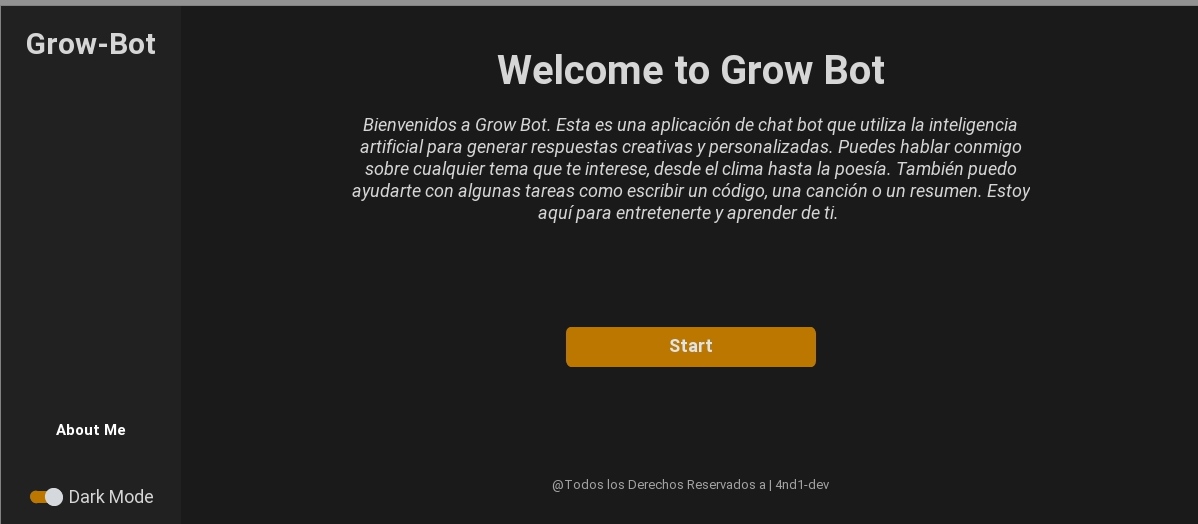 Grow-Bot
Welcome to Grow Bot
Bienvenidos a Grow Bot. Esta es una aplicación de chat bot que utiliza la inteligencia
artificial para generar respuestas creativas y personalizadas. Puedes hablar conmigo
sobre cualquier tema que te interese, desde el clima hasta la poesía. También puedo
ayudarte con algunas tareas como escribir un código, una canción o un resumen. Estoy
aquí para entretenerte y aprender de ti.
Start
About Me
Dark Mode
@Todos los Derechos Reservados a | 4nd1-dev